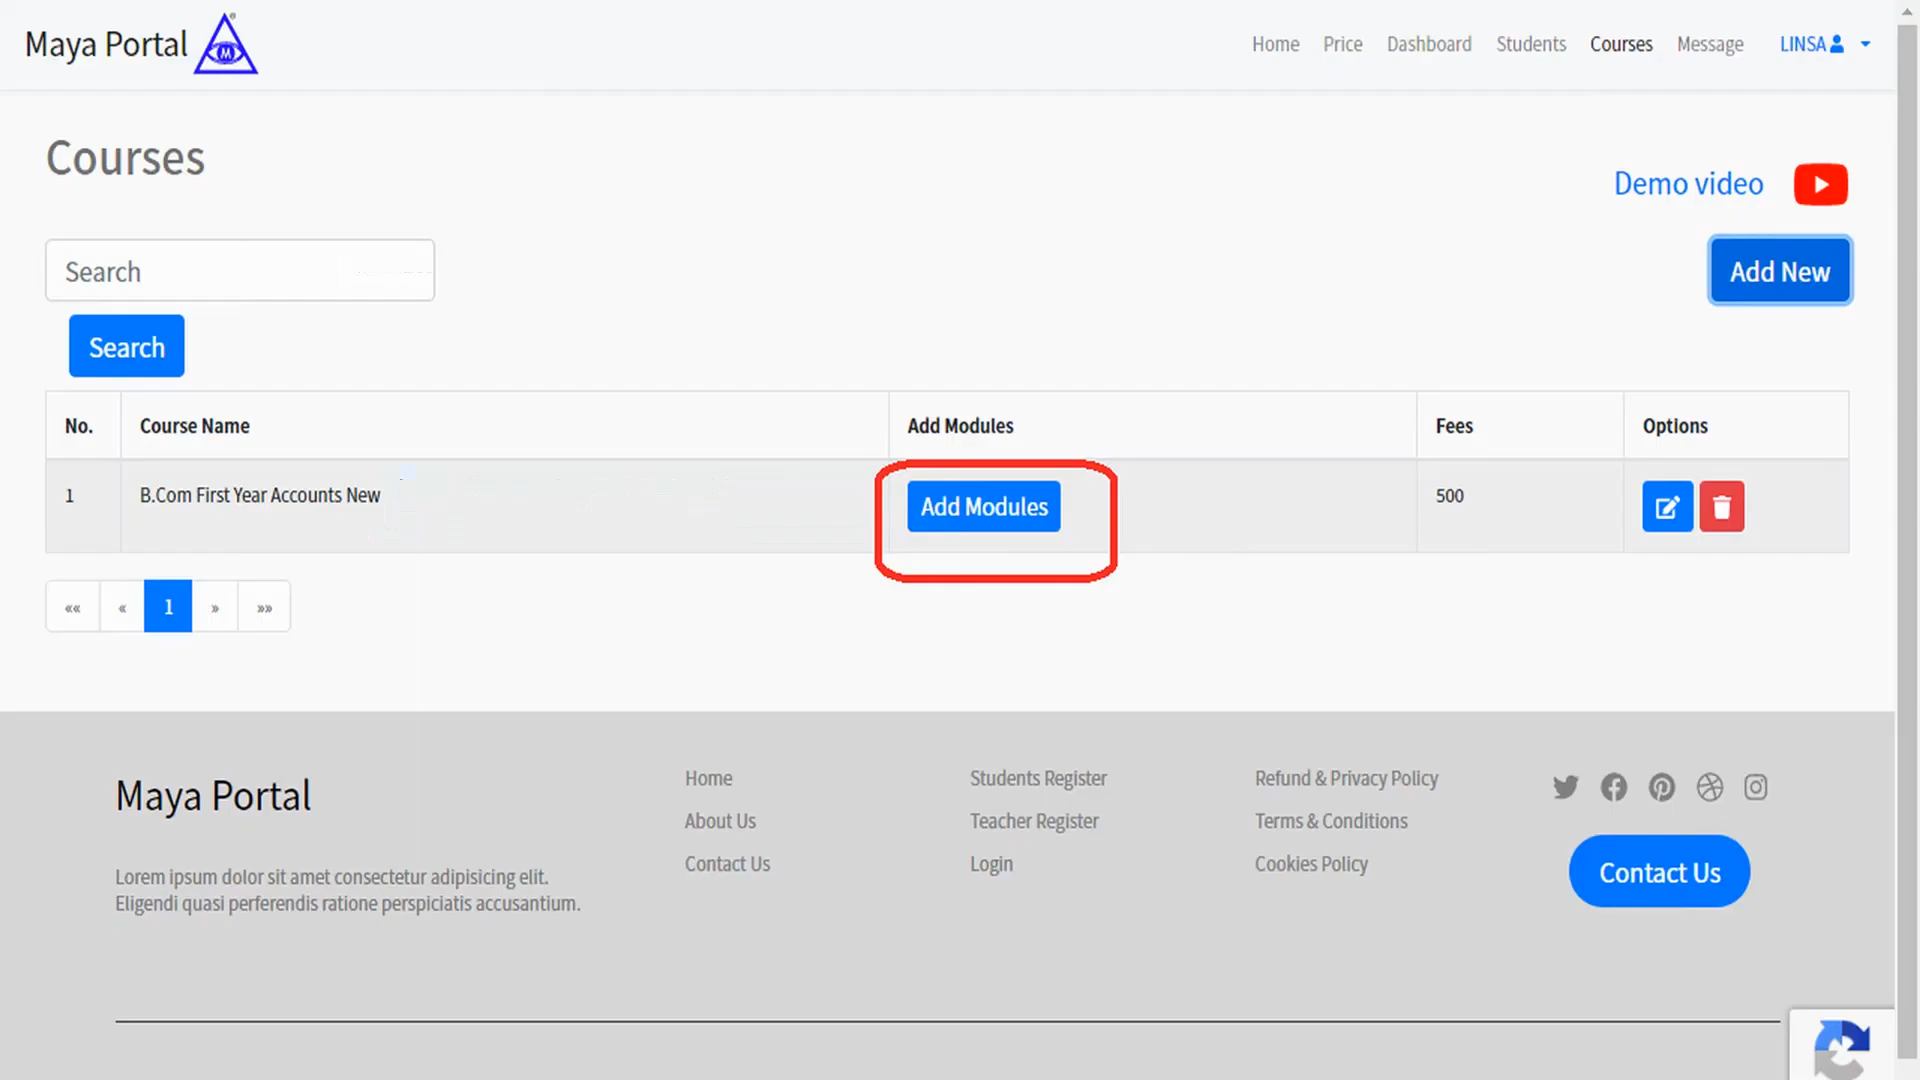 Maya Portal
M
®
Home Price Dashboard Students Courses Message LINSA
Courses
Demo video
Search
Add New
Search
No. Course Name Add Modules Fees Options
1 B.Com First Year Accounts New Add Modules 500
«« « 1 » »»
Maya Portal
Lorem ipsum dolor sit amet consectetur adipisicing elit.
Eligendi quasi perferendis ratione perspiciatis accusantium.
Home
About Us
Contact Us
Students Register
Teacher Register
Login
Refund & Privacy Policy
Terms & Conditions
Cookies Policy
Contact Us